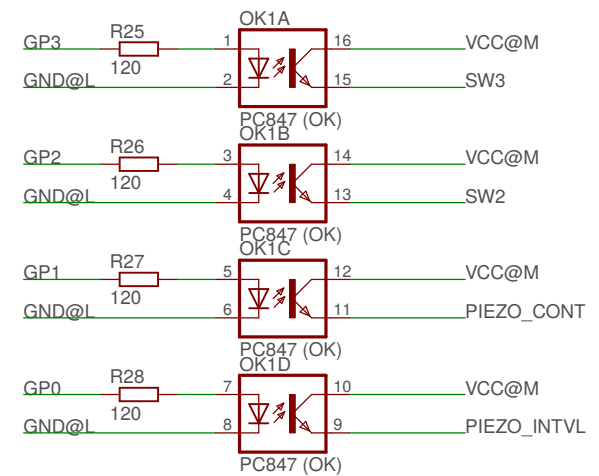 OK1A
GP3 R25 1 16 VCC@M
120
GND@L 2 15 SW3
PC847 (OK)
OK1B
GP2 R26 3 14 VCC@M
120
GND@L 4 13 SW2
PC847 (OK)
OK1C
GP1 R27 5 12 VCC@M
120
GND@L 6 11 PIEZO_CONT
PC847 (OK)
OK1D
GP0 R28 7 10 VCC@M
120
GND@L 8 9 PIEZO_INTVL
PC847 (OK)